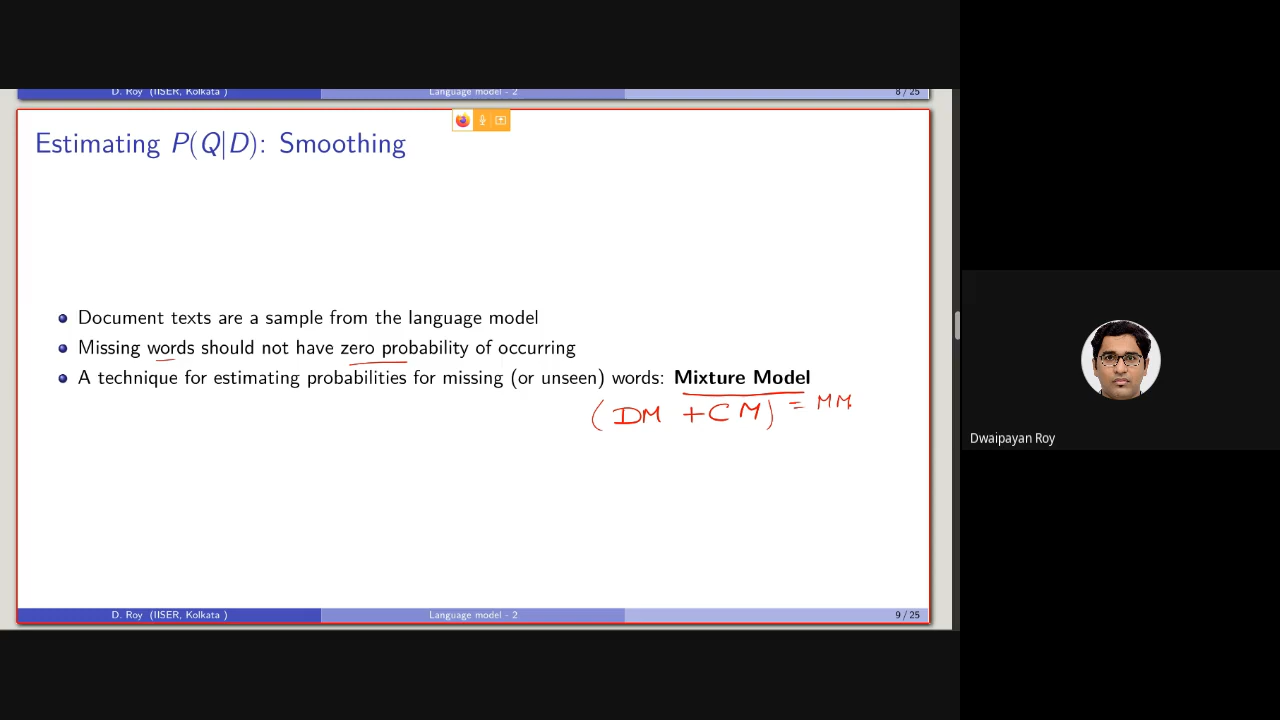 D. Roy (IISER, Kolkata ) Language model - 2 8 / 25
Estimating P(Q|D): Smoothing
Document texts are a sample from the language model
Missing words should not have zero probability of occurring
A technique for estimating probabilities for missing (or unseen) words: Mixture Model
(DM + CM) = MM
Dwaipayan Roy
D. Roy (IISER, Kolkata ) Language model - 2 9 / 25